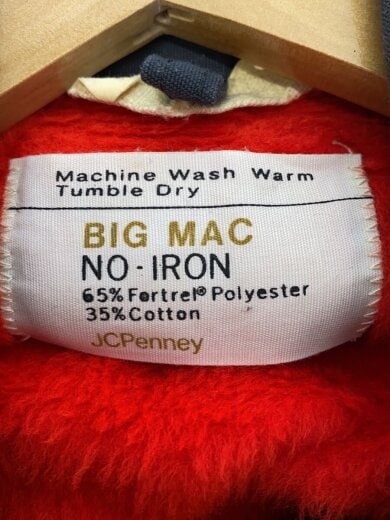 Machine Wash Warm
Tumble Dry
BIG MAC
NO-IRON
65% Fortrel® Polyester
35% Cotton
JCPenney